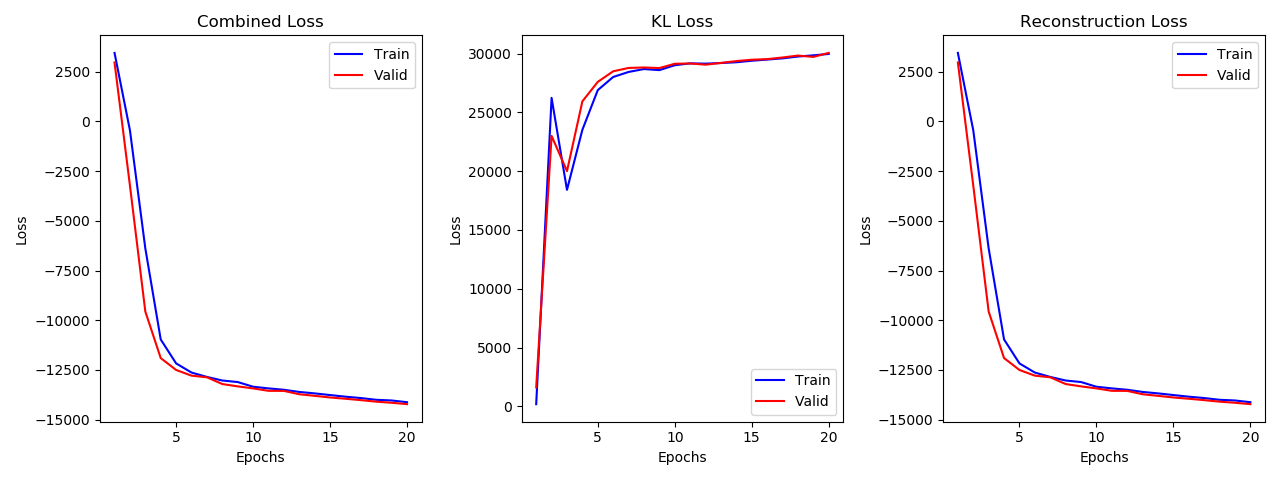 Combined Loss
Train
Valid
2500
0
−2500
−5000
−7500
−10000
−12500
−15000
Loss
5
10
15
20
Epochs
KL Loss
30000
25000
20000
15000
10000
5000
0
Loss
Train
Valid
5
10
15
20
Epochs
Reconstruction Loss
Train
Valid
2500
0
−2500
−5000
−7500
−10000
−12500
−15000
Loss
5
10
15
20
Epochs